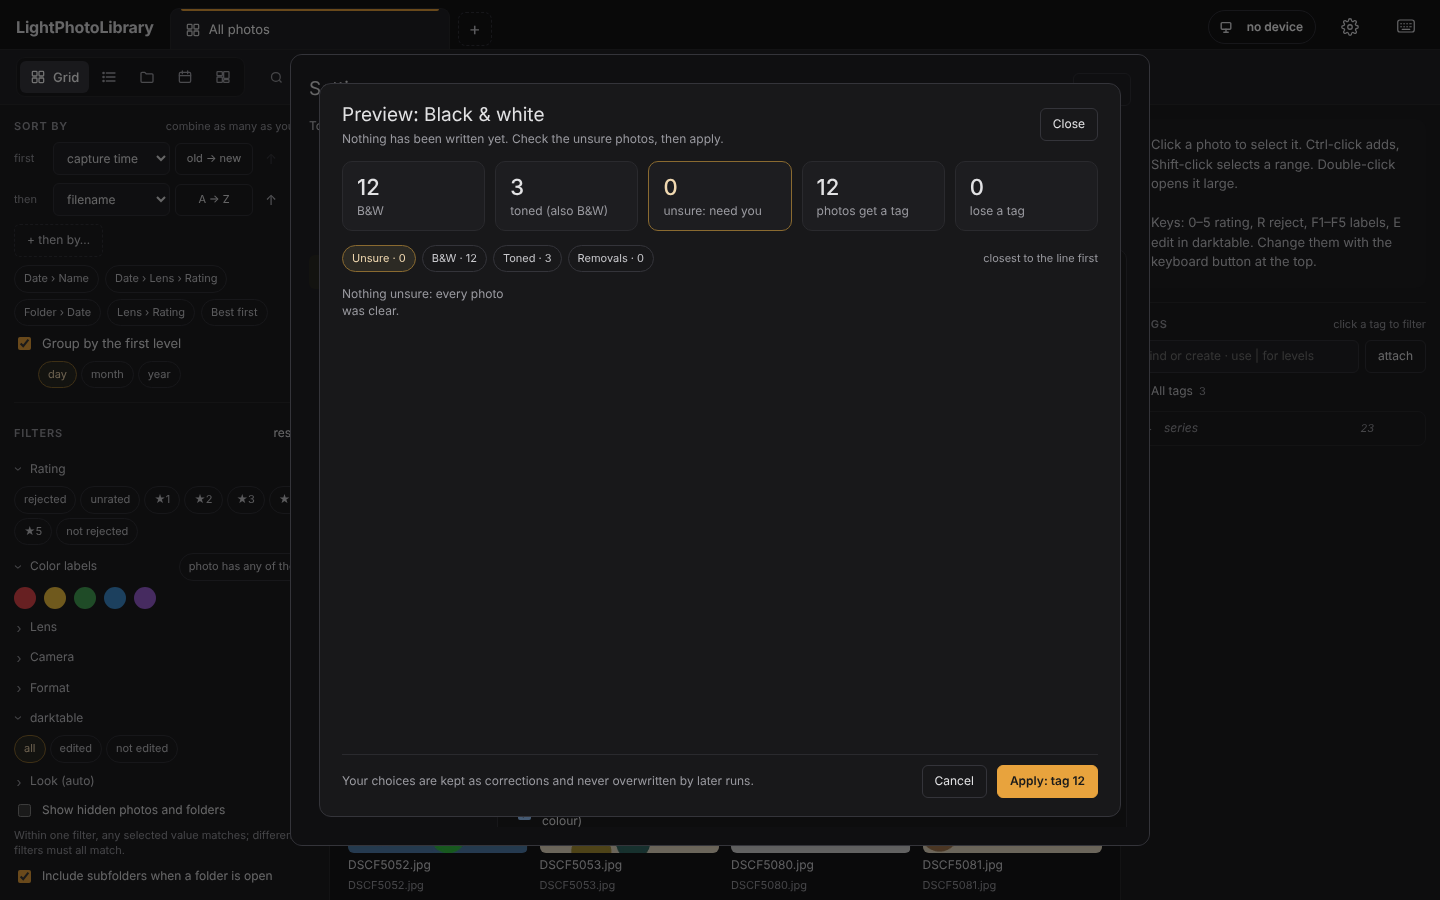 LightPhotoLibrary
All photos
+
no device
Grid
SORT BY
combine as many as you
first
capture time
old → new
then
filename
A → Z
+ then by...
Date › Name
Date › Lens › Rating
Folder › Date
Lens › Rating
Best first
Group by the first level
day
month
year
FILTERS
Rating
rejected
unrated
★1
★2
★3
★
★5
not rejected
Color labels
photo has any of the
Lens
Camera
Format
darktable
all
edited
not edited
Look (auto)
Show hidden photos and folders
Within one filter, any selected value matches; different
filters must all match.
Include subfolders when a folder is open
Preview: Black & white
Nothing has been written yet. Check the unsure photos, then apply.
Close
12
B&W
3
toned (also B&W)
0
unsure: need you
12
photos get a tag
0
lose a tag
Unsure · 0
B&W · 12
Toned · 3
Removals · 0
closest to the line first
Nothing unsure: every photo
was clear.
Your choices are kept as corrections and never overwritten by later runs.
Cancel
Apply: tag 12
colour)
DSCF5052.jpg
DSCF5053.jpg
DSCF5080.jpg
DSCF5081.jpg
DSCF5052.jpg
DSCF5053.jpg
DSCF5080.jpg
DSCF5081.jpg
Click a photo to select it. Ctrl-click adds,
Shift-click selects a range. Double-click
opens it large.
Keys: 0–5 rating, R reject, F1–F5 labels, E
edit in darktable. Change them with the
keyboard button at the top.
click a tag to filter
find or create · use | for levels
attach
All tags 3
series
23